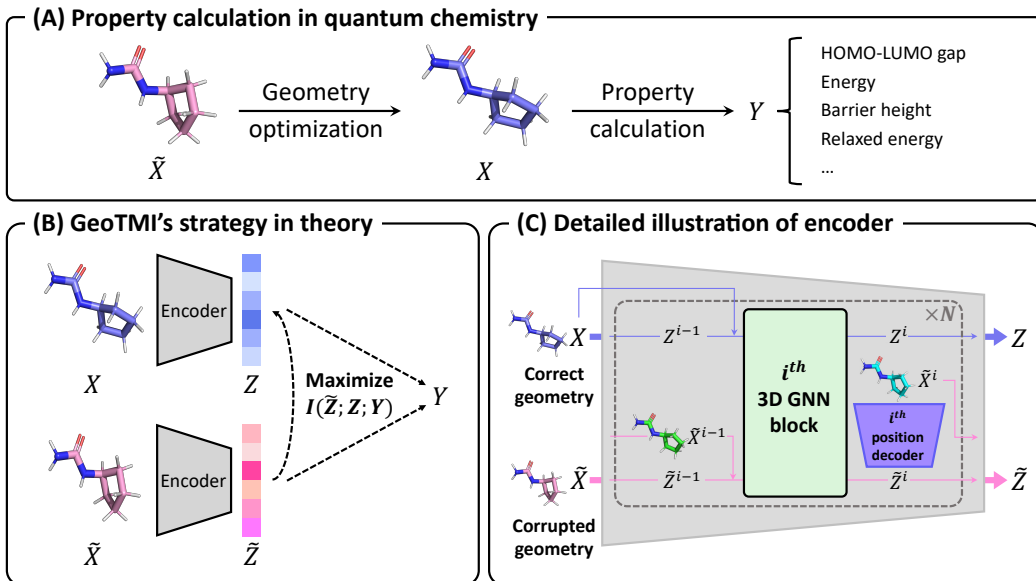 (A) Property calculation in quantum chemistry
Geometry
optimization
Property
calculation
X̃
X
Y
HOMO-LUMO gap
Energy
Barrier height
Relaxed energy
...
(B) GeoTMI's strategy in theory
Encoder
X
Z
Maximize
I(Z̃; Z; Y)
Y
Encoder
X̃
Z̃
(C) Detailed illustration of encoder
×N
X
Z^{i−1}
Z^i
Z
Correct
geometry
i^{th}
3D GNN
block
X̃^i
X̃^{i−1}
i^{th}
position
decoder
X̃
Z̃^{i−1}
Z̃^i
Z̃
Corrupted
geometry